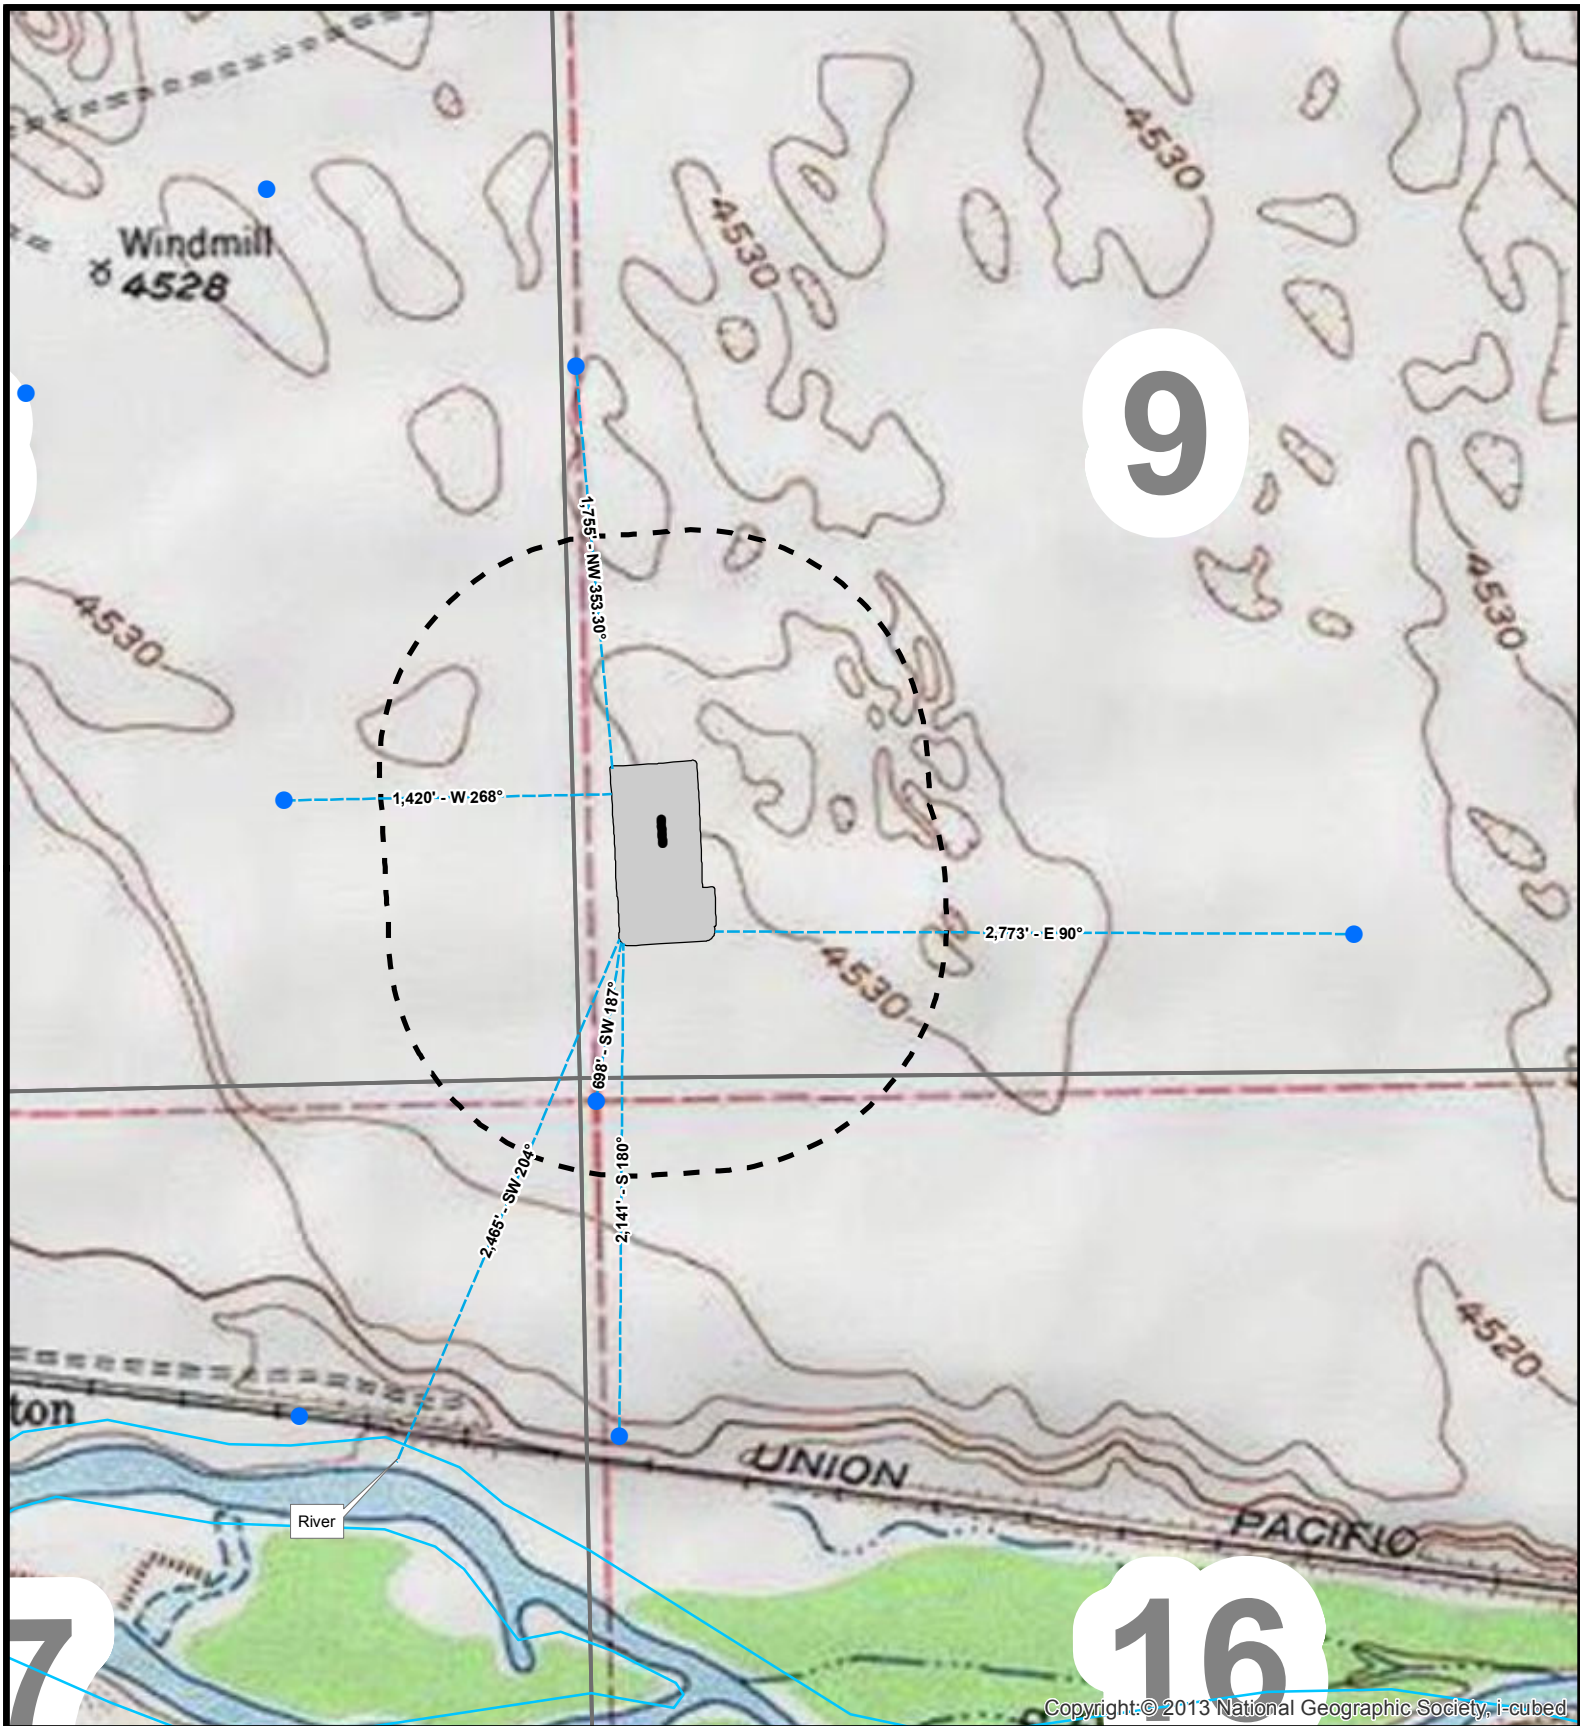 4530
4530
Windmill
4528
9
1,755' - NW 353.30°
4530
4530
1,420' - W 268°
2,773' - E 90°
4530
698' - SW 187°
2,465' - SW 204°
2,141' - S 180°
4520
ton
UNION
PACIFIC
River
7
16
Copyright:© 2013 National Geographic Society, i-cubed